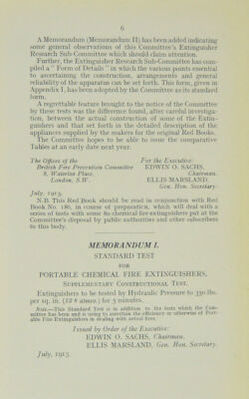 6
A Memorandum (Memorandum II) has been added indicating
some general observations of this Committee's Extinguisher
Research Sub-Committee which should claim attention.
Further, the Extinguisher Research Sub-Committee has com-
piled a "Form of Details" in which the various points essential
to ascertaining the construction, arrangements and general
reliability of the apparatus can be set forth. This form, given in
Appendix I, has been adopted by the Committee as its standard
form.
A regrettable feature brought to the notice of the Committee
by these tests was the difference found, after careful investiga-
tion, between the actual construction of some of the Extin-
guishers and that set forth in the detailed description of the
appliances supplied by the makers for the original Red Books.
The Committee hopes to be able to issue the comparative
Tables at an early date next year.
The Offices of the For the Executive:
British Fire Prevention Committee EDWIN O. SACHS,
8, Waterloo Place, Chairman.
London, S.W. ELLIS MARSLAND,
Gen. Hon. Secretary.
July, 1913.
N.B. This Red Book should be read in conjunction with Red
Book No. 180, in course of preparation, which will deal with a
series of tests with some 80 chemical fire extinguishers put at the
Committee's disposal by public authorities and other subscribers
to this body.
MEMORANDUM I.
STANDARD TEST
FOR
PORTABLE CHEMICAL FIRE EXTINGUISHERS.
Supplementary Constructional Test.
Extinguishers to be tested by Hydraulic Pressure to 350 lbs.
per sq. in. for 5 minutes.
Note.—This Standard Test is in addition to the tests which the Com-
mittee has been and is using to ascertain the efficiency or otherwise of Port-
able Fire Extinguishers in dealing with actual fires.
Issued by Order of the Executive:
EDWIN O. SACHS, Chairman.
ELLIS MARSLAND, Gen. Hon. Secretary.
July, 1913.